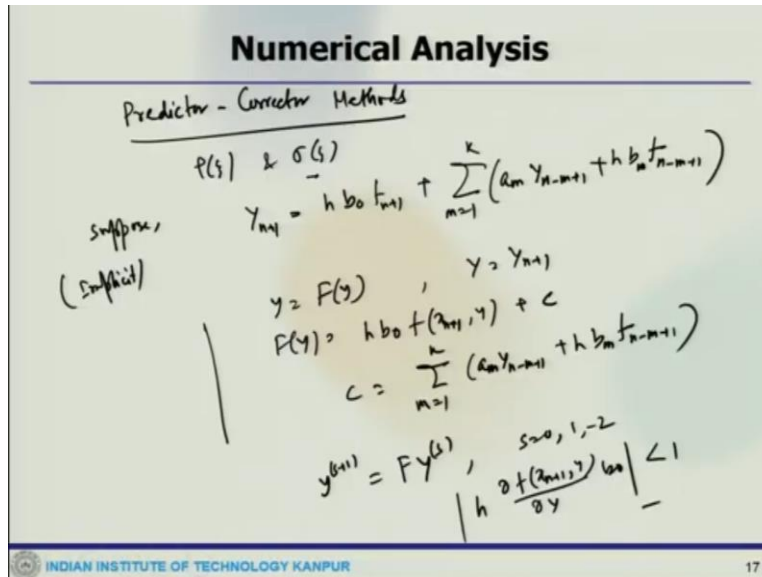 Numerical Analysis
Predictor - Corrector Methods
ρ(ξ) & σ(ξ)
suppose, y_{n+1} = h b_0 f_{n+1} + \sum_{m=1}^{k} (a_m y_{n-m+1} + h b_m f_{n-m+1})
(Implicit)
y = F(y) , y = y_{n+1}
F(y) = h b_0 f(x_{n+1}, y) + c
c = \sum_{m=1}^{k} (a_m y_{n-m+1} + h b_m f_{n-m+1})
y^{(s+1)} = F y^{(s)} , s=0, 1, -2
| h ∂f(x_{n+1}, y)/∂y b_0 | < 1
INDIAN INSTITUTE OF TECHNOLOGY KANPUR
17